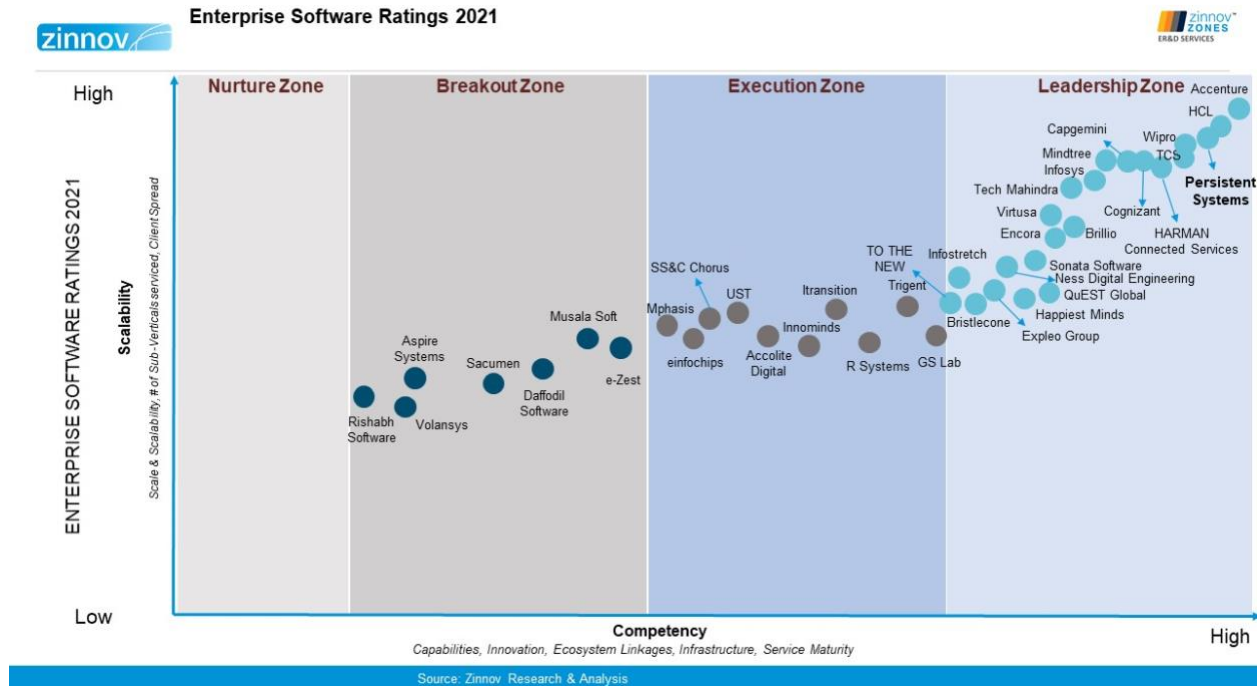 Enterprise Software Ratings 2021
zinnov
zinnov™
ZONES
ER&D SERVICES
High
Nurture Zone
Breakout Zone
Execution Zone
Leadership Zone
Accenture
HCL
Capgemini
Wipro
Mindtree
TCS
Infosys
Persistent
Systems
Tech Mahindra
Cognizant
Virtusa
HARMAN
Connected Services
Encora
Brillio
TO THE
NEW
Infostretch
Sonata Software
Ness Digital Engineering
QuEST Global
Happiest Minds
Bristlecone
Expleo Group
SS&C Chorus
UST
Itransition
Trigent
Mphasis
Innominds
einfochips
Accolite
Digital
R Systems
GS Lab
Musala Soft
Aspire
Systems
Sacumen
e-Zest
Daffodil
Software
Rishabh
Software
Volansys
ENTERPRISE SOFTWARE RATINGS 2021
Scalability
Scale & Scalability, # of Sub-Verticals serviced, Client Spread
Low
Competency
High
Capabilities, Innovation, Ecosystem Linkages, Infrastructure, Service Maturity
Source: Zinnov Research & Analysis